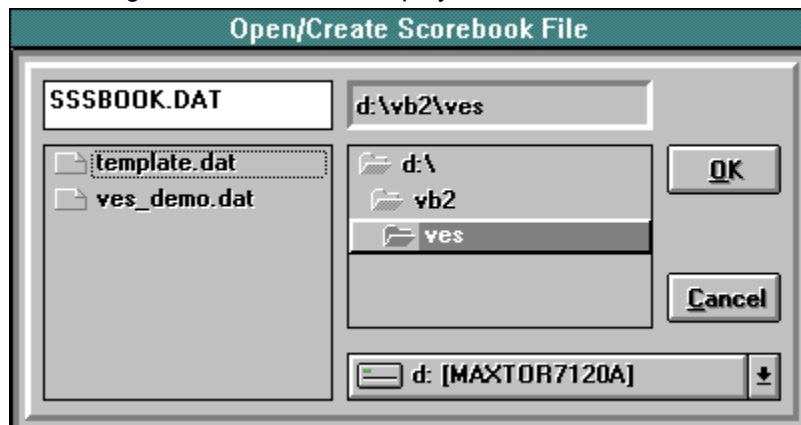 Open/Create Scorebook File
SSSBOOK.DAT
d:\vb2\ves
template.dat
ves_demo.dat
d:\
vb2
ves
OK
Cancel
d: [MAXTOR7120A]